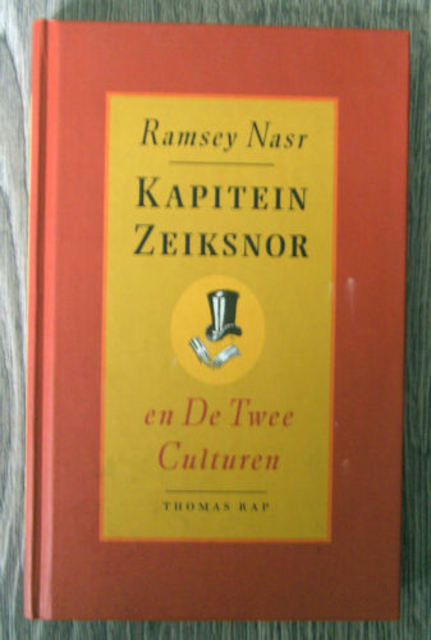 Ramsey Nasr
KAPITEIN
ZEIKSNOR
en De Twee
Culturen
THOMAS RAP